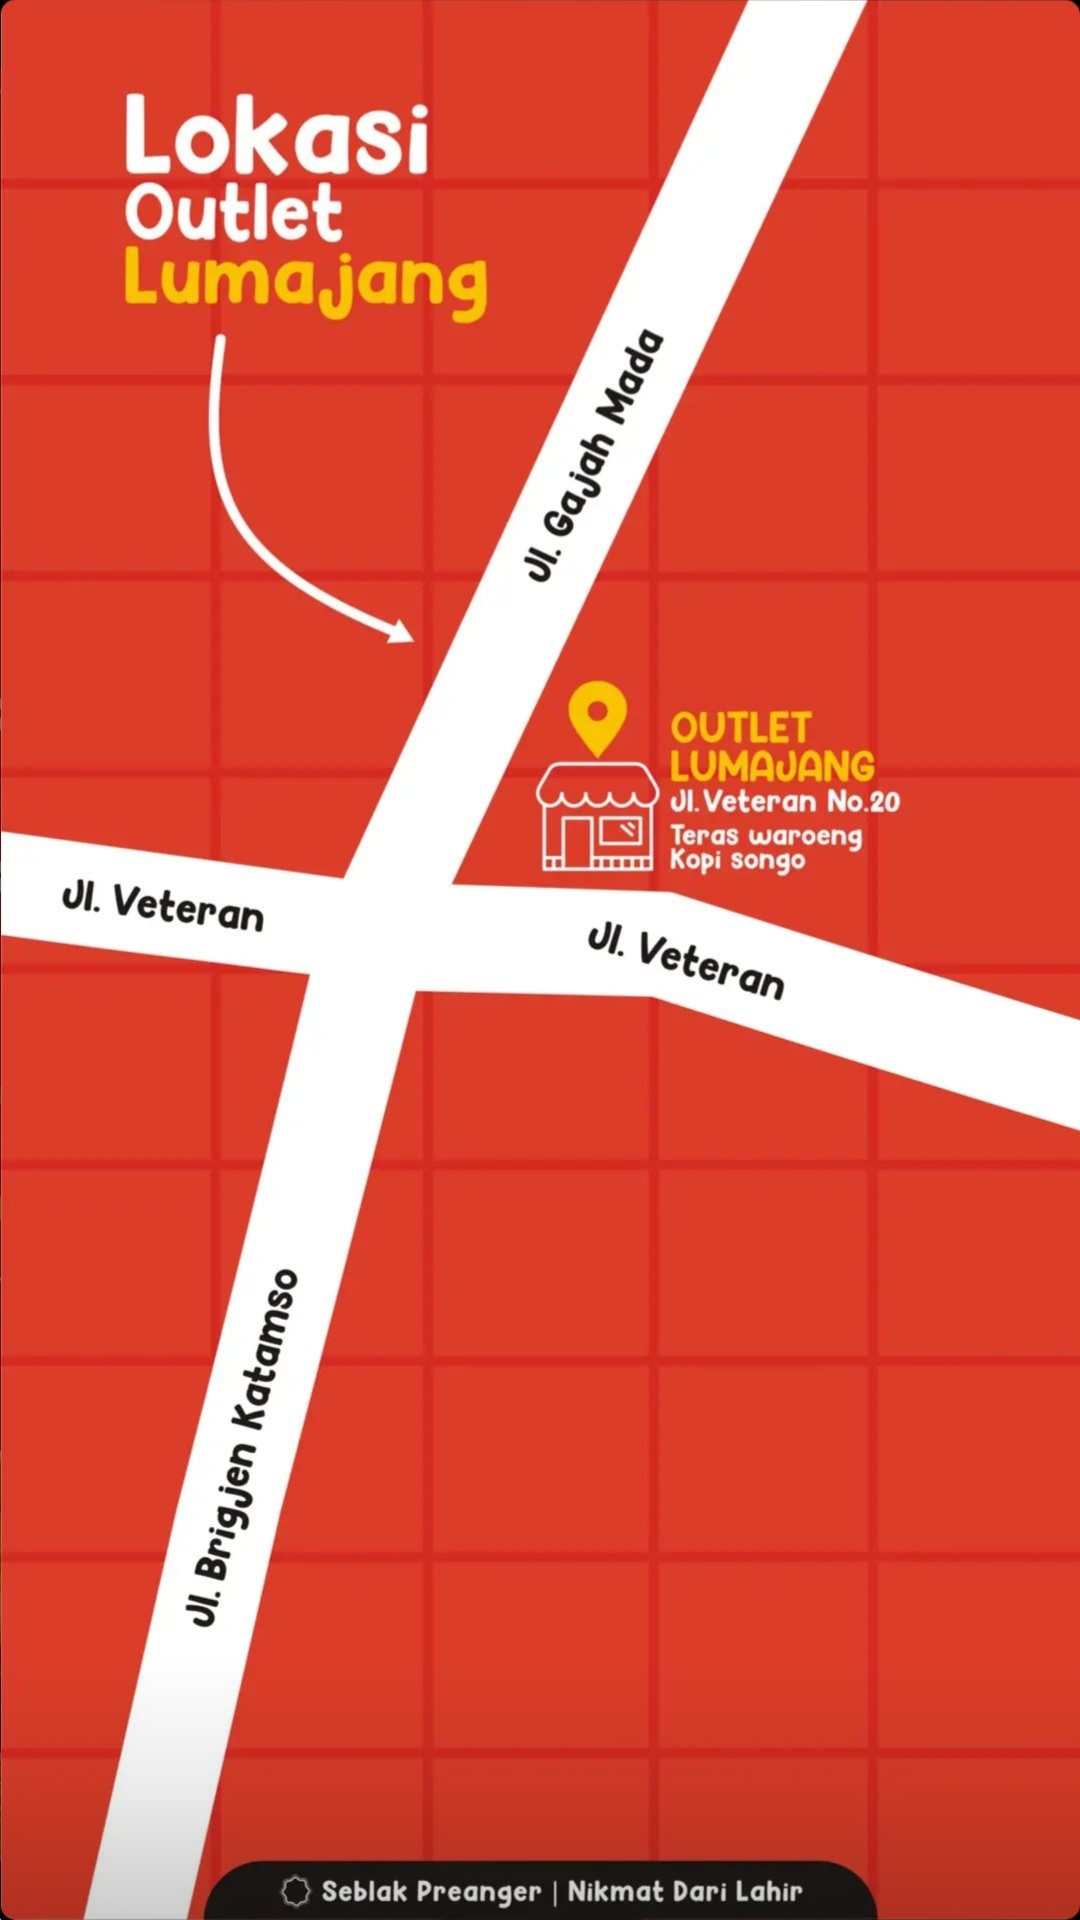 Lokasi
Outlet
Lumajang
Jl. Gajah Mada
OUTLET
LUMAJANG
Jl. Veteran No.20
Teras waroeng
Kopi songo
Jl. Veteran
Jl. Veteran
Jl. Brigjen Katamso
Seblak Preanger | Nikmat Dari Lahir